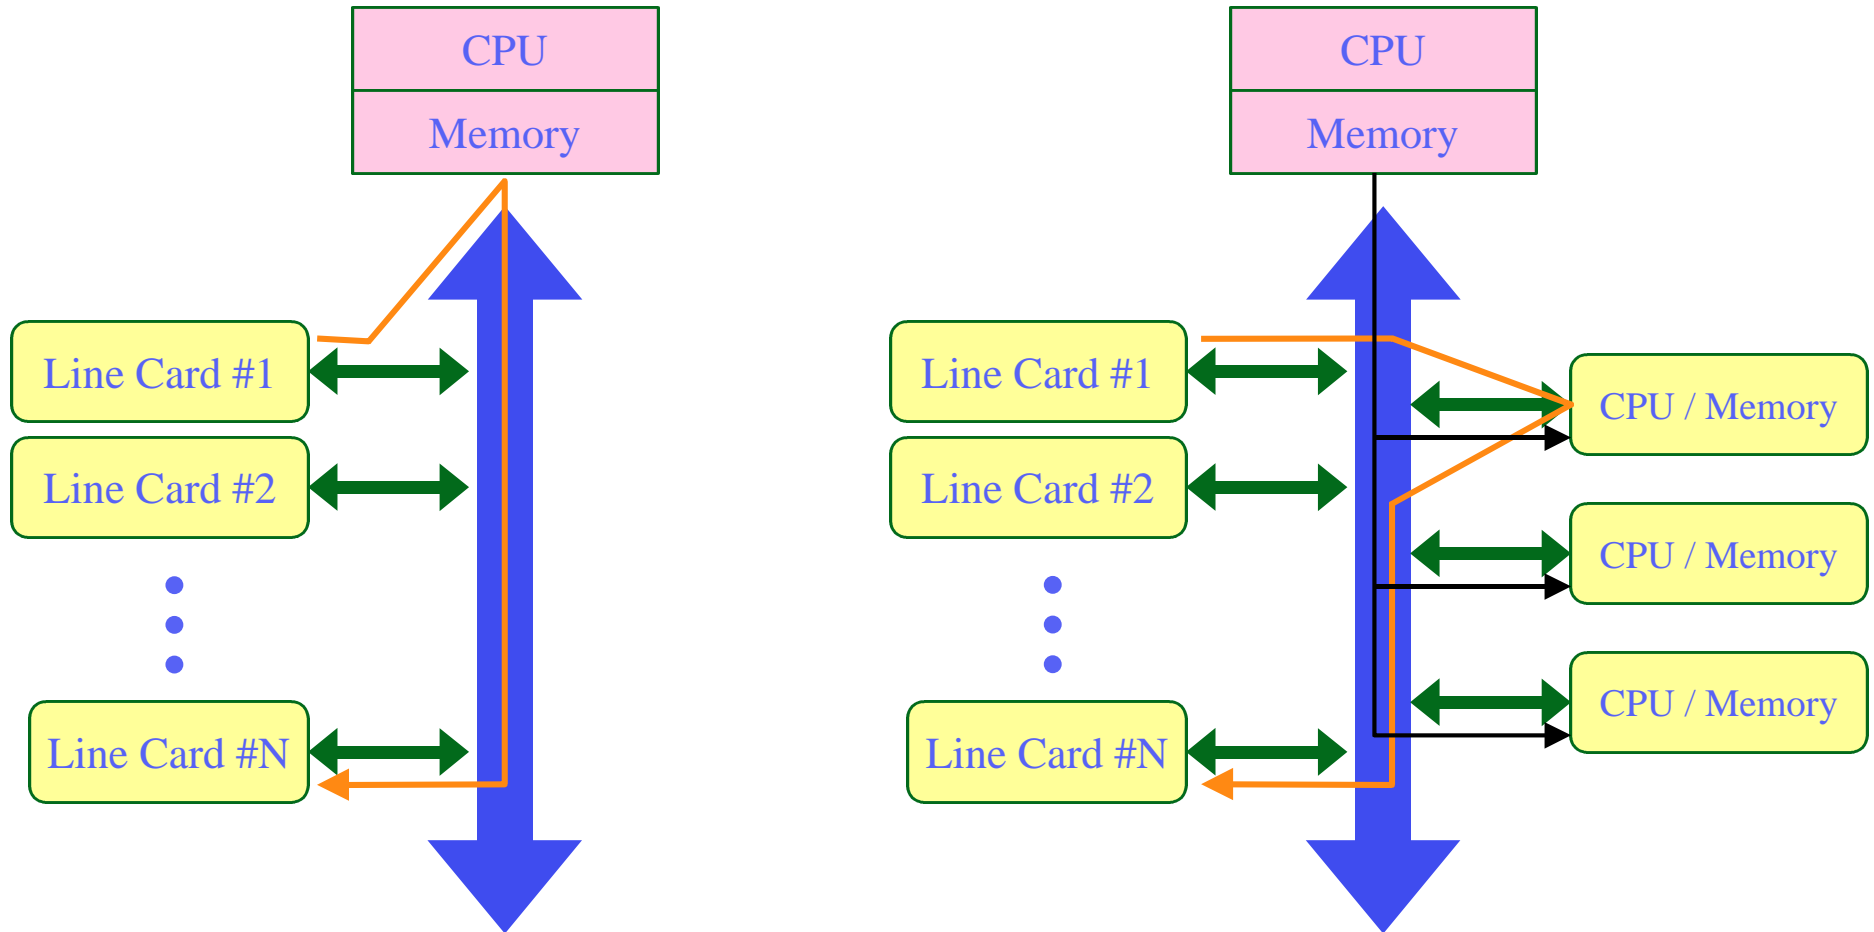 CPU
Memory
Line Card #1
Line Card #2
Line Card #N
CPU
Memory
Line Card #1
Line Card #2
Line Card #N
CPU / Memory
CPU / Memory
CPU / Memory